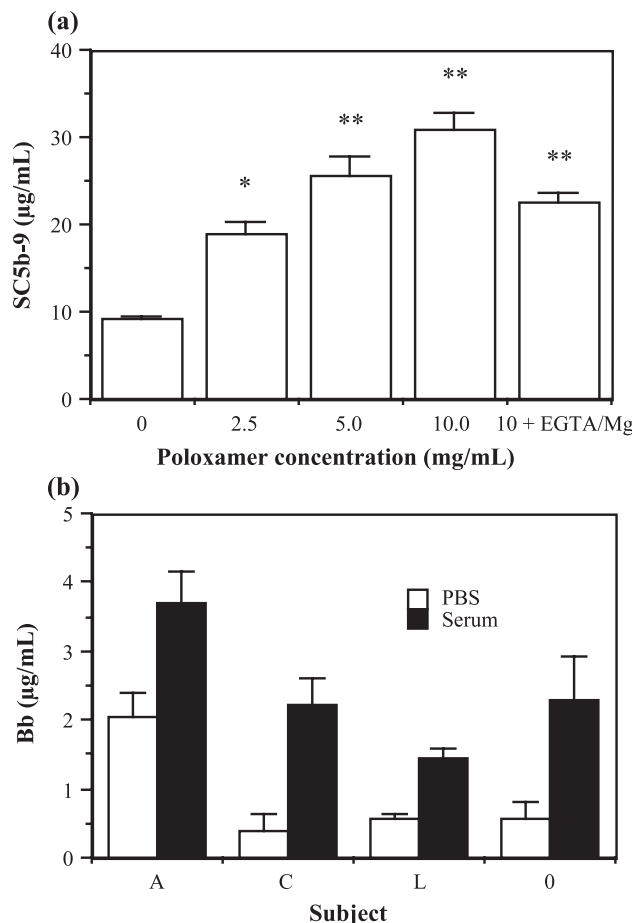 (a)
SC5b-9 (µg/mL)
40
30
20
10
0
*
**
**
**
0 2.5 5.0 10.0 10 + EGTA/Mg
Poloxamer concentration (mg/mL)
(b)
Bb (µg/mL)
5
4
3
2
1
0
PBS
Serum
A C L 0
Subject